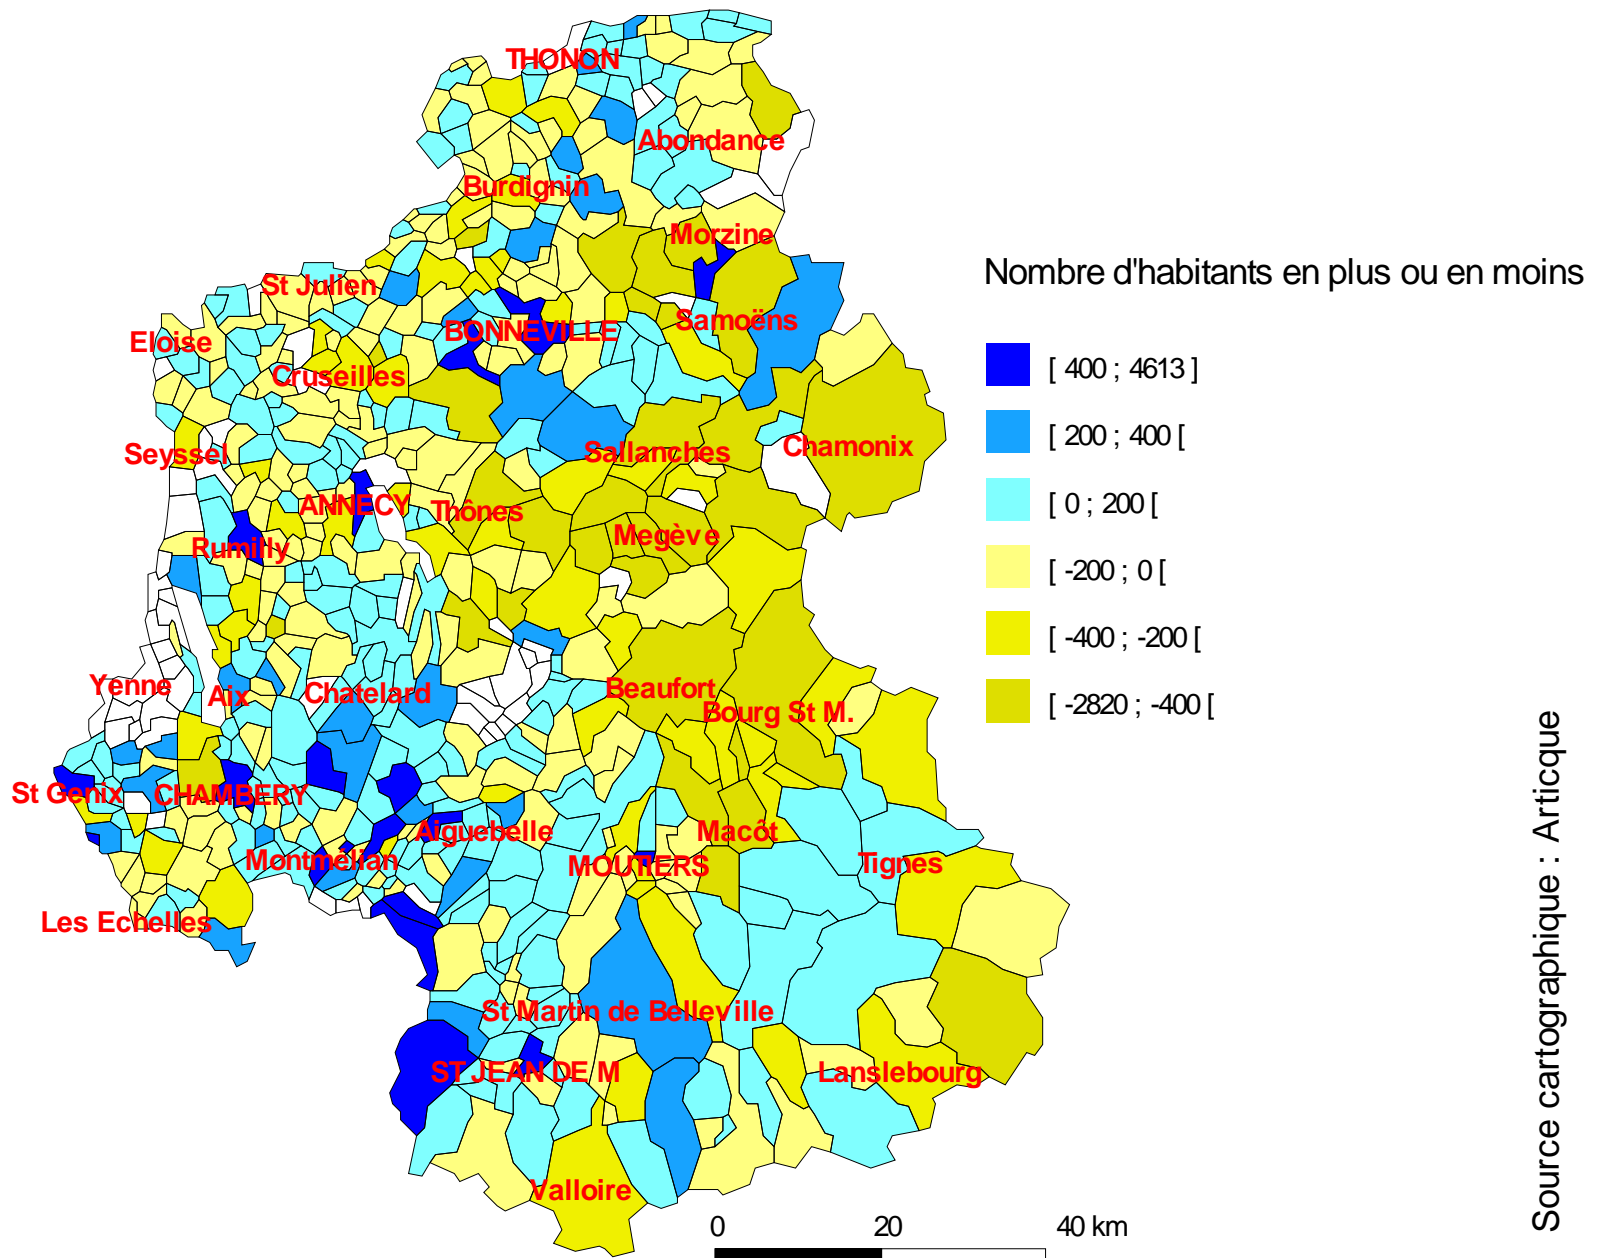 THONON
Abondance
Burdignin
Morzine
St Julien
Samoëns
BONNEVILLE
Eloise
Cruseilles
Seyssel
Sallanches
Chamonix
ANNECY
Thônes
Megève
Rumilly
Yenne
Aix
Chatelard
Beaufort
Bourg St M.
St Genix
CHAMBERY
Aiguebelle
Macôt
Montmélian
MOUTIERS
Tignes
Les Echelles
St Martin de Belleville
ST JEAN DE M
Lanslebourg
Valloire
Nombre d'habitants en plus ou en moins
[ 400 ; 4613 ]
[ 200 ; 400 [
[ 0 ; 200 [
[ -200 ; 0 [
[ -400 ; -200 [
[ -2820 ; -400 [
0 20 40 km
Source cartographique : Articque